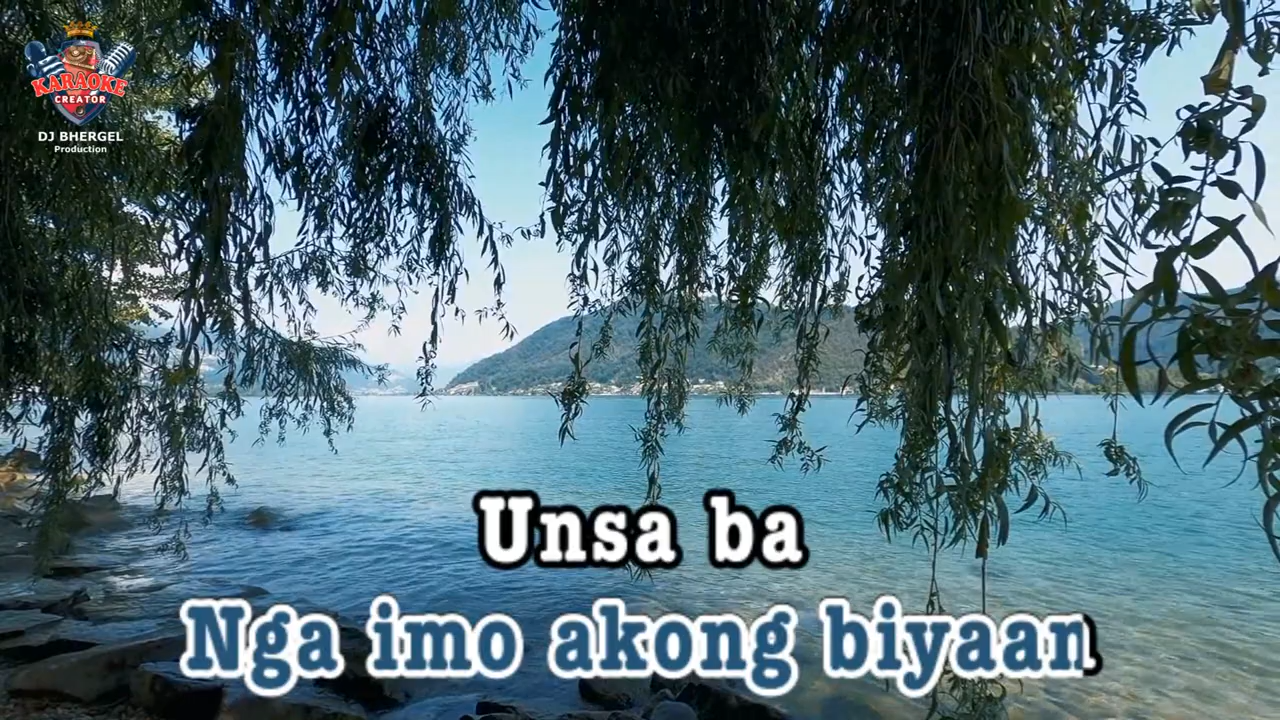 KARAOKE
CREATOR
DJ BHERGEL
Production
Unsa ba
Nga imo akong biyaan